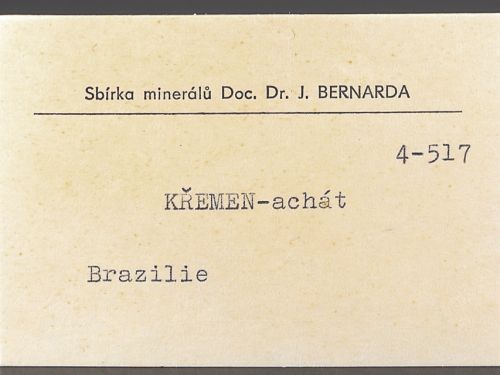 Sbírka minerálů Doc. Dr. J. BERNARDA
4-517
KŘEMEN-achát
Brazilie